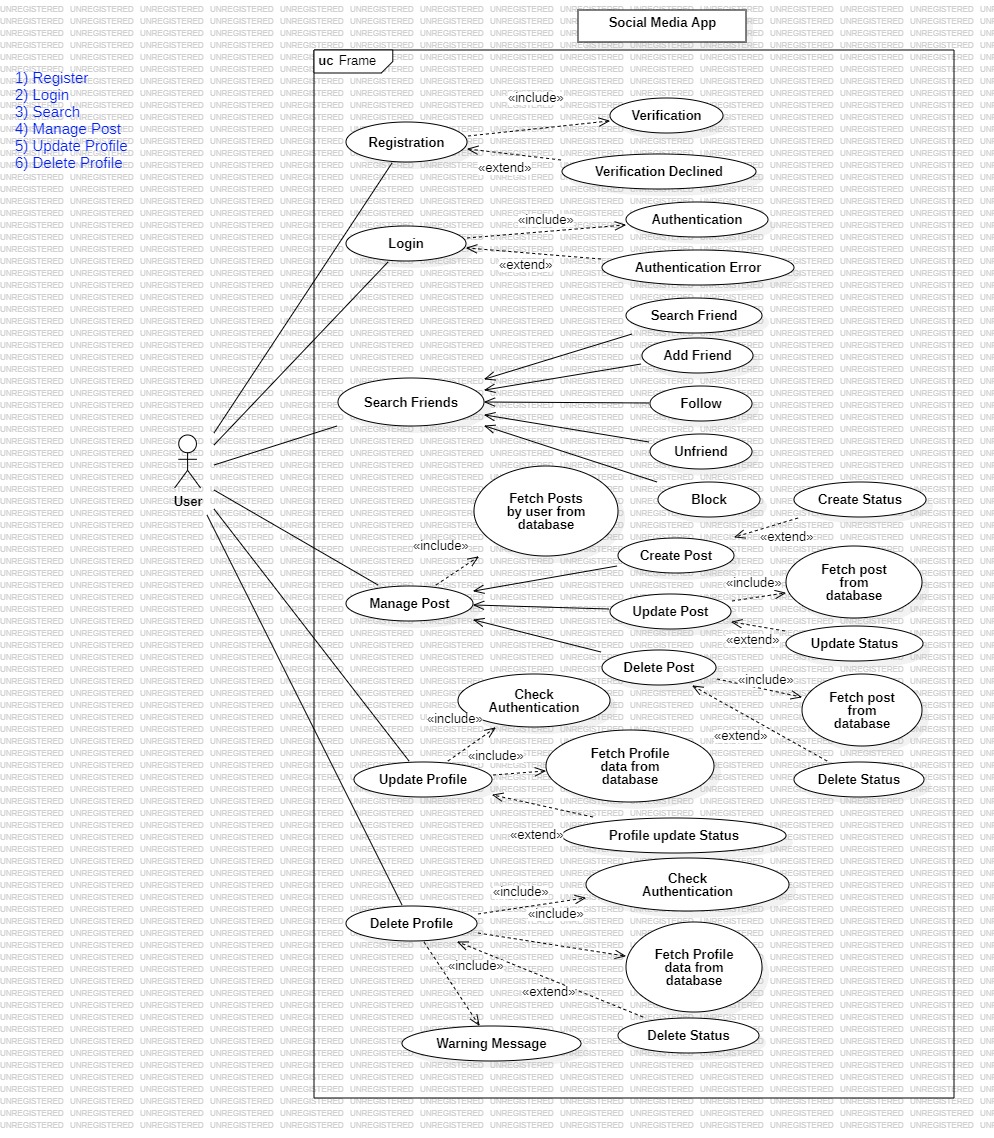 Social Media App
uc Frame
1) Register
2) Login
3) Search
4) Manage Post
5) Update Profile
6) Delete Profile
«include»
Verification
Registration
«extend»
Verification Declined
«include»
Authentication
Login
«extend»
Authentication Error
Search Friend
Add Friend
Search Friends
Follow
Unfriend
User
Block
Fetch Posts
by user from
database
Create Status
«extend»
«include»
Create Post
Fetch post
from
database
«include»
Manage Post
Update Post
«extend»
Update Status
Delete Post
«include»
Fetch post
from
database
Check
Authentication
«include»
«extend»
«include»
Fetch Profile
data from
database
Update Profile
Delete Status
«extend»
Profile update Status
Check
Authentication
«include»
«include»
Delete Profile
Fetch Profile
data from
database
«include»
«extend»
Delete Status
Warning Message
UNREGISTERED